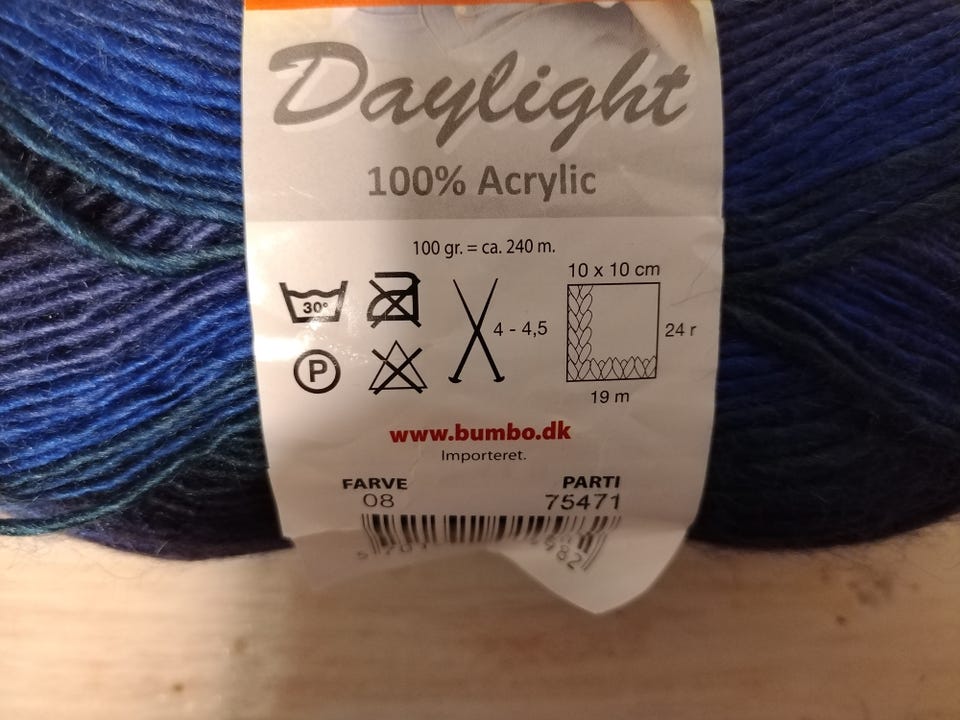 Daylight
100% Acrylic
100 gr. = ca. 240 m.
30°
P
4 - 4,5
10 x 10 cm
24 r
19 m
www.bumbo.dk
Importeret.
FARVE PARTI
08 75471